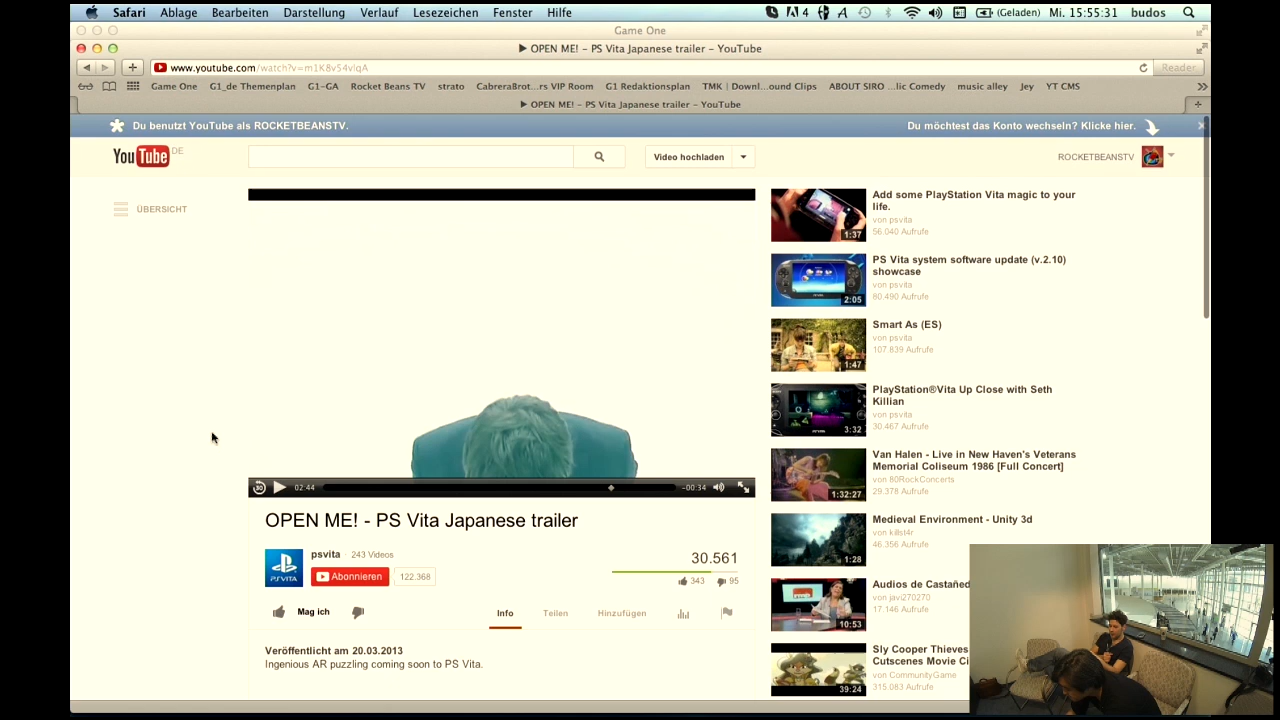 Safari Ablage Bearbeiten Darstellung Verlauf Lesezeichen Fenster Hilfe 4 (Geladen) Mi. 15:55:31 budos
Game One
▶ OPEN ME! – PS Vita Japanese trailer – YouTube
www.youtube.com/watch?v=m1K8v54vlqA Reader
Game One G1_de Themenplan G1-GA Rocket Beans TV strato CabreraBrot...rs VIP Room G1 Redaktionsplan TMK | Downl...ound Clips ABOUT SIRO ...lic Comedy music alley Jey YT CMS
▶ OPEN ME! – PS Vita Japanese trailer – YouTube
Du benutzt YouTube als ROCKETBEANSTV. Du möchtest das Konto wechseln? Klicke hier.
YouTube DE Video hochladen ROCKETBEANSTV
ÜBERSICHT
02:44 -00:34
OPEN ME! - PS Vita Japanese trailer
PSVITA
psvita · 243 Videos
Abonnieren 122.368
30.561
343 95
Mag ich Info Teilen Hinzufügen
Veröffentlicht am 20.03.2013
Ingenious AR puzzling coming soon to PS Vita.
1:37
Add some PlayStation Vita magic to your
life.
von psvita
56.040 Aufrufe
2:05
PS Vita system software update (v.2.10)
showcase
von psvita
80.490 Aufrufe
1:47
Smart As (ES)
von psvita
107.839 Aufrufe
3:32
PlayStation®Vita Up Close with Seth
Killian
von psvita
30.467 Aufrufe
1:32:27
Van Halen - Live in New Haven's Veterans
Memorial Coliseum 1986 [Full Concert]
von 80RockConcerts
29.378 Aufrufe
1:28
Medieval Environment - Unity 3d
von killst4r
46.356 Aufrufe
10:53
Audios de Castañed
von javi270270
17.146 Aufrufe
39:24
Sly Cooper Thieves
Cutscenes Movie Ci
von CommunityGame
315.083 Aufrufe